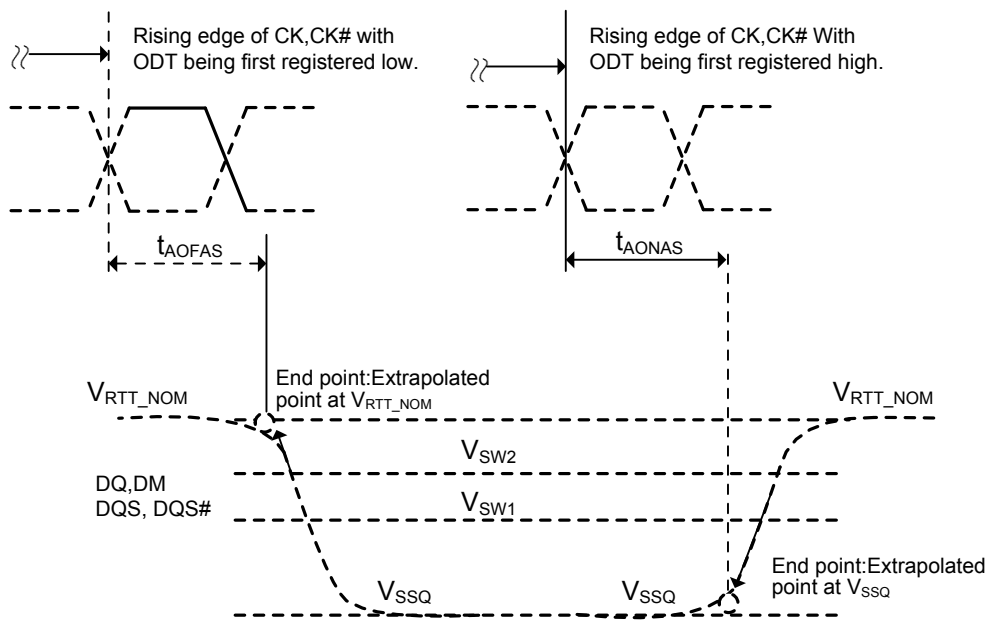 Rising edge of CK,CK# with
ODT being first registered low.
Rising edge of CK,CK# With
ODT being first registered high.
tAOFAS
tAONAS
End point:Extrapolated
point at VRTT_NOM
VRTT_NOM
VRTT_NOM
VSW2
DQ,DM
DQS, DQS#
VSW1
End point:Extrapolated
point at VSSQ
VSSQ
VSSQ